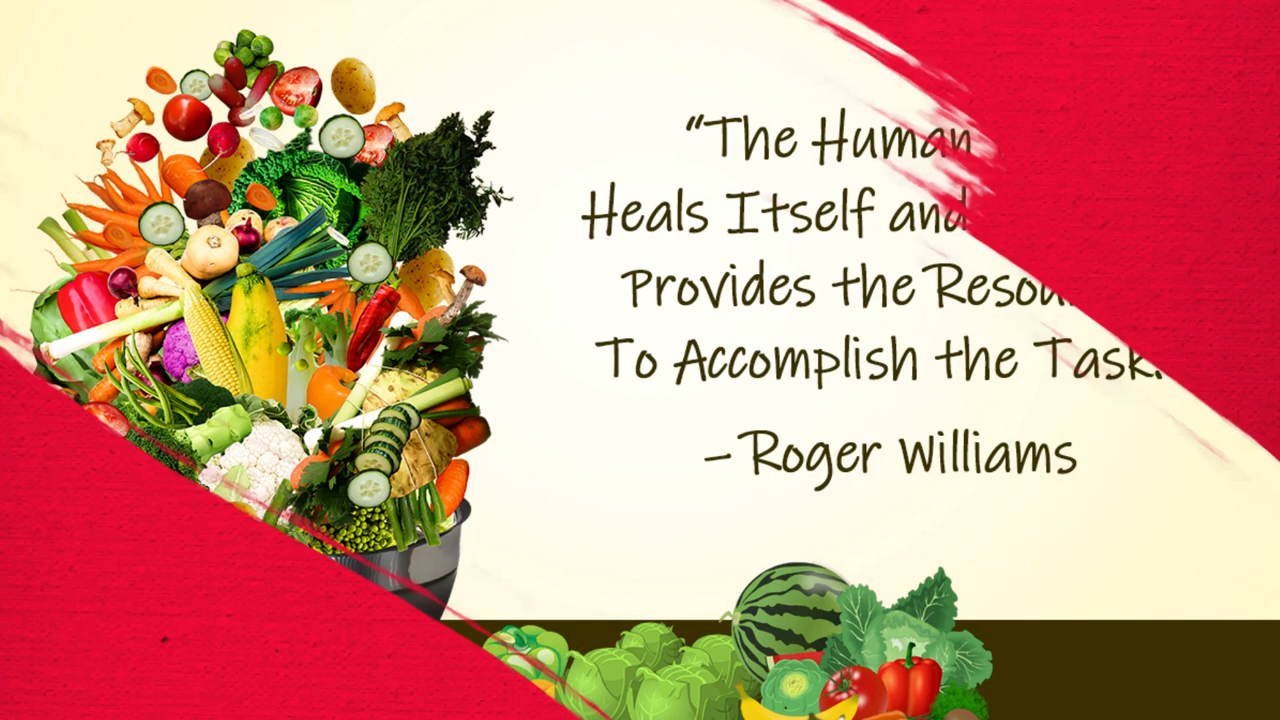 “The Human
Heals Itself and
Provides the
To Accomplish the Task.
– Roger Williams